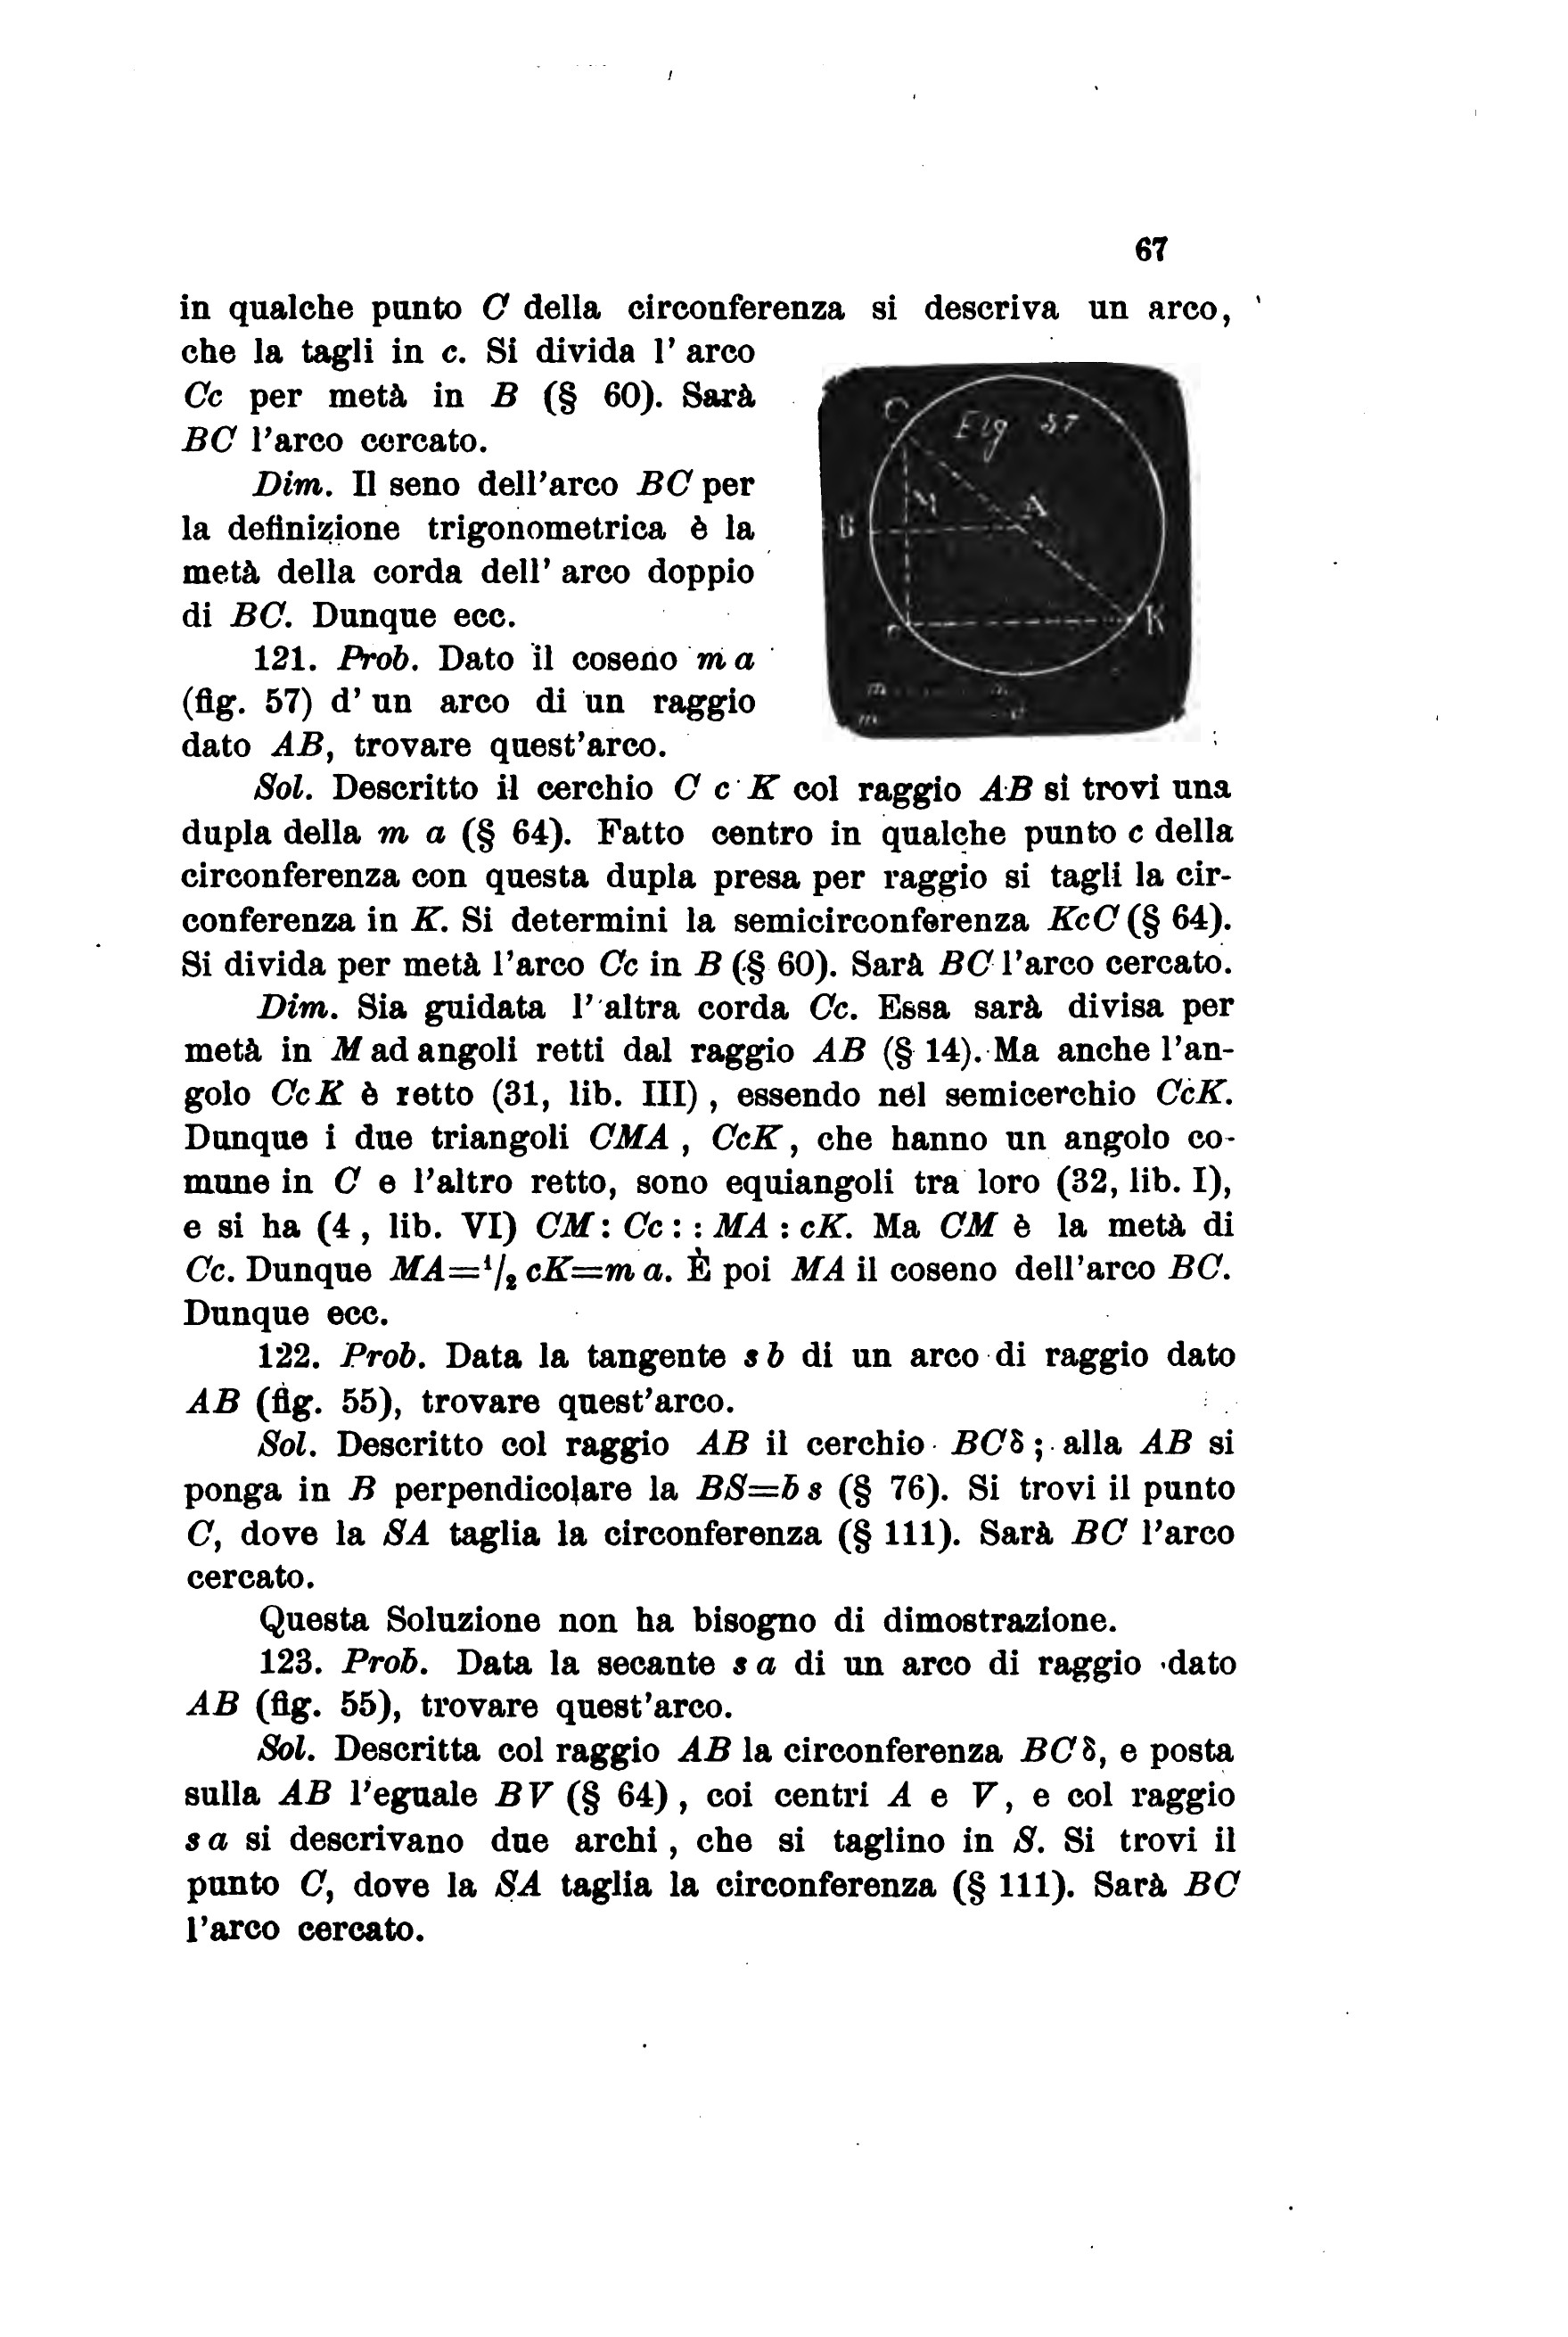 67
in qualche punto C della circonferenza si descriva un arco,
che la tagli in c. Si divida l' arco
Cc per metà in B (§ 60). Sarà
BC l'arco cercato.
Dim. Il seno dell'arco BC per
la definizione trigonometrica è la
metà della corda dell' arco doppio
di BC. Dunque ecc.
121. Prob. Dato il coseno m a
(fig. 57) d' un arco di un raggio
dato AB, trovare quest'arco.
C
Fig 57
M
A
B
c
K
m
m a
Sol. Descritto il cerchio C c K col raggio AB si trovi una
dupla della m a (§ 64). Fatto centro in qualche punto c della
circonferenza con questa dupla presa per raggio si tagli la cir-
conferenza in K. Si determini la semicirconferenza KcC (§ 64).
Si divida per metà l'arco Cc in B (§ 60). Sarà BC l'arco cercato.
Dim. Sia guidata l' altra corda Cc. Essa sarà divisa per
metà in M ad angoli retti dal raggio AB (§ 14). Ma anche l'an-
golo CcK è retto (31, lib. III) , essendo nel semicerchio CcK.
Dunque i due triangoli CMA , CcK, che hanno un angolo co-
mune in C e l'altro retto, sono equiangoli tra loro (32, lib. I),
e si ha (4 , lib. VI) CM : Cc : : MA : cK. Ma CM è la metà di
Cc. Dunque MA=1/2 cK=m a. È poi MA il coseno dell'arco BC.
Dunque ecc.
122. Prob. Data la tangente s b di un arco di raggio dato
AB (fig. 55), trovare quest'arco.
Sol. Descritto col raggio AB il cerchio BCδ ; alla AB si
ponga in B perpendicolare la BS=b s (§ 76). Si trovi il punto
C, dove la SA taglia la circonferenza (§ 111). Sarà BC l'arco
cercato.
Questa Soluzione non ha bisogno di dimostrazione.
123. Prob. Data la secante s a di un arco di raggio dato
AB (fig. 55), trovare quest'arco.
Sol. Descritta col raggio AB la circonferenza BCδ, e posta
sulla AB l'eguale BV (§ 64) , coi centri A e V, e col raggio
s a si descrivano due archi , che si taglino in S. Si trovi il
punto C, dove la SA taglia la circonferenza (§ 111). Sarà BC
l'arco cercato.